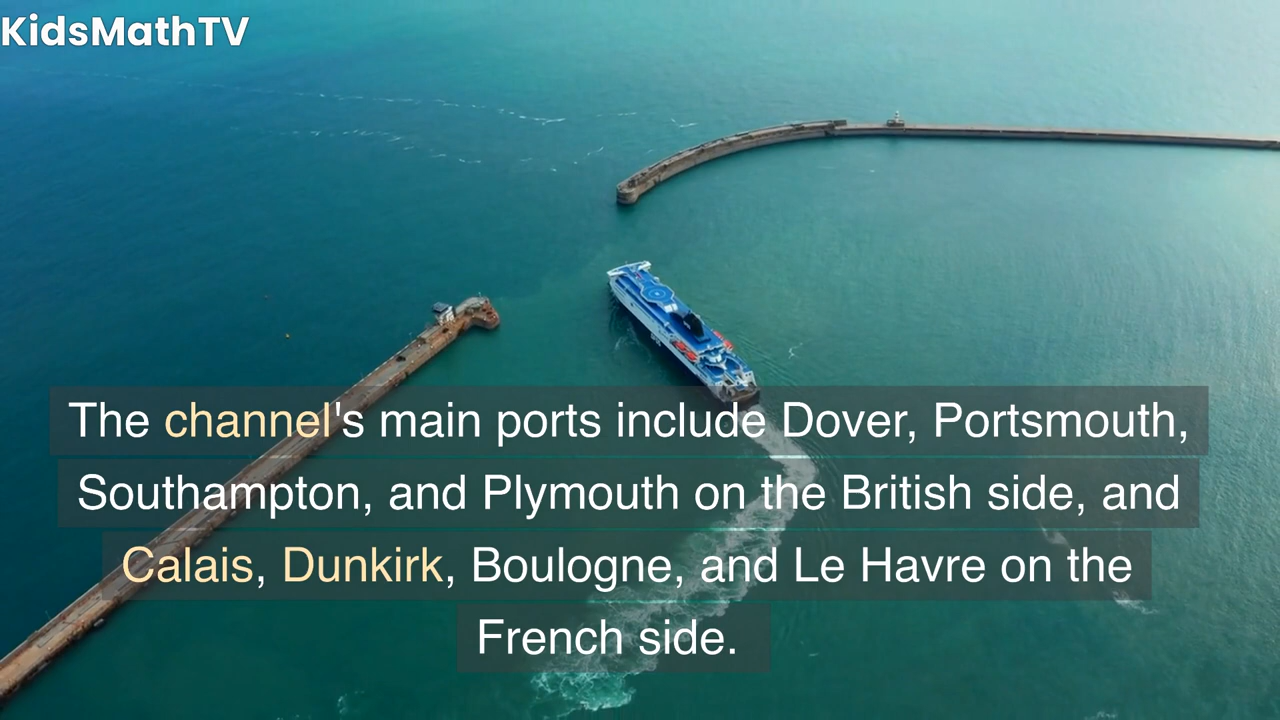 KidsMathTV
The channel's main ports include Dover, Portsmouth,
Southampton, and Plymouth on the British side, and
Calais, Dunkirk, Boulogne, and Le Havre on the
French side.